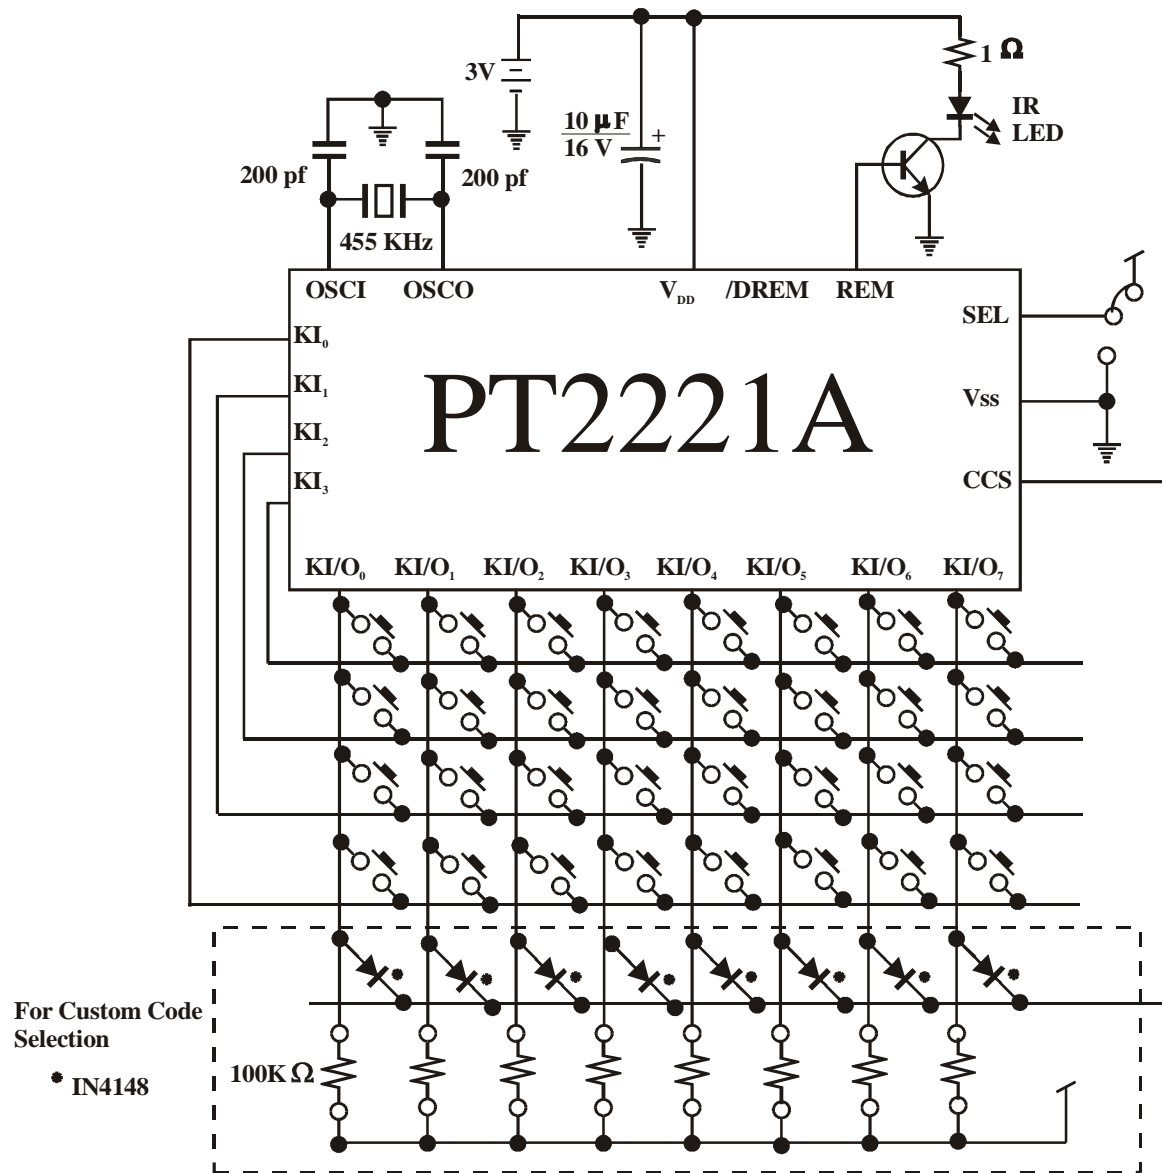 3V
10 μF
16 V
+
1 Ω
IR
LED
200 pf
200 pf
455 KHz
OSCI
OSCO
V_DD
/DREM
REM
KI₀
KI₁
KI₂
KI₃
PT2221A
SEL
Vss
CCS
KI/O₀
KI/O₁
KI/O₂
KI/O₃
KI/O₄
KI/O₅
KI/O₆
KI/O₇
For Custom Code
Selection
* IN4148
100K Ω